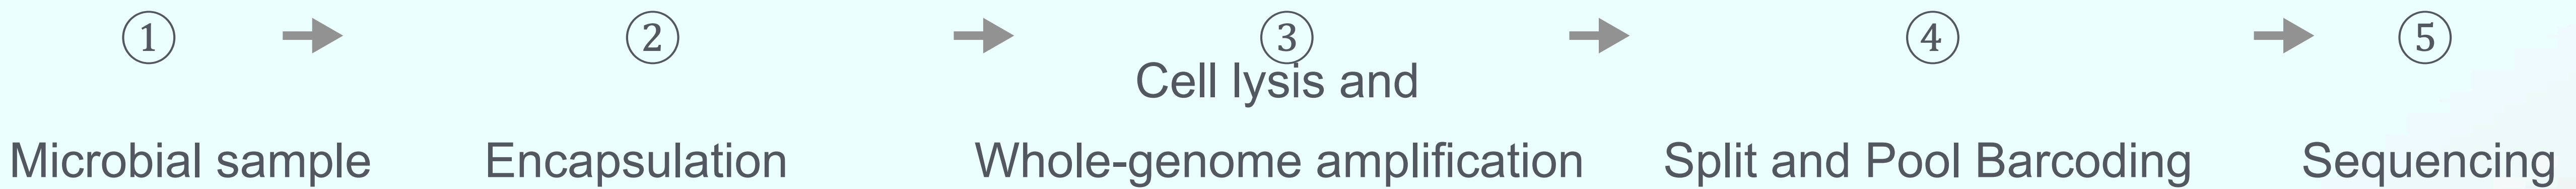 ① ② ③ ④ ⑤
Cell lysis and
Microbial sample Encapsulation Whole-genome amplification Split and Pool Barcoding Sequencing